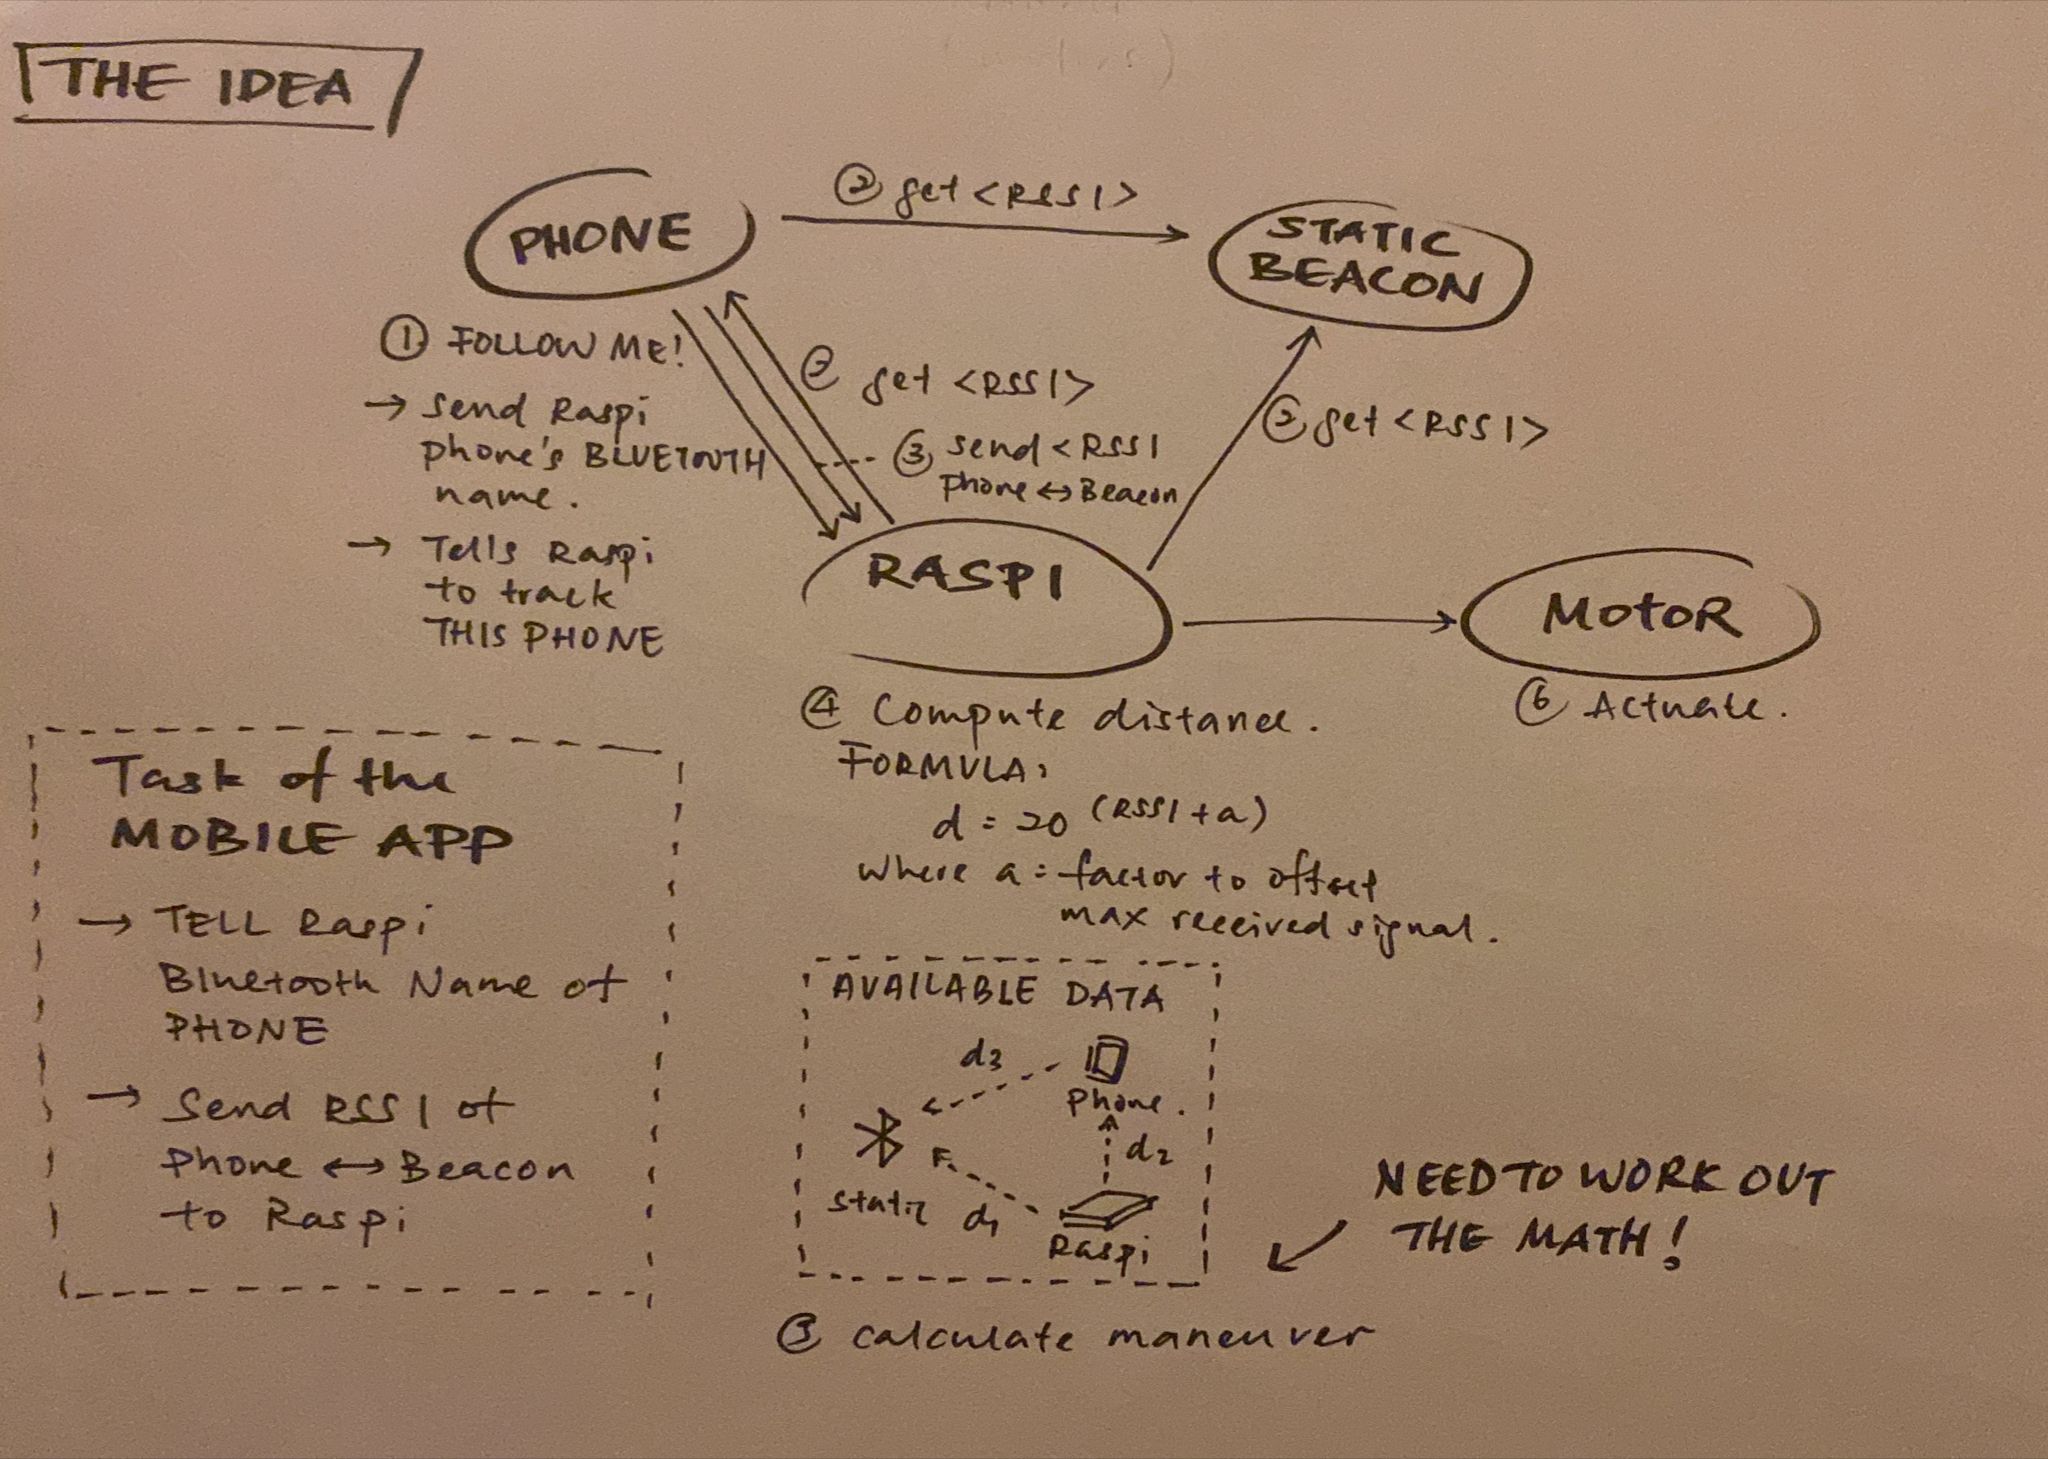 THE IDEA
PHONE
② get <RSSI>
STATIC
BEACON
① FOLLOW ME!
→ Send Raspi
phone's BLUETOOTH
name.
→ Tells Raspi
to track
THIS PHONE
② get <RSSI>
③ send <RSSI
Phone ↔ Beacon
② get <RSSI>
RASPI
MOTOR
⑥ Actuate.
④ Compute distance.
FORMULA:
d = 20 (RSSI + a)
where a = factor to offset
max received signal.
Task of the
MOBILE APP
→ TELL Raspi
Bluetooth Name of
PHONE
→ Send RSSI of
Phone ↔ Beacon
to Raspi
AVAILABLE DATA
d3
Phone.
d2
static
d1
Raspi
NEED TO WORK OUT
THE MATH!
⑤ calculate maneuver